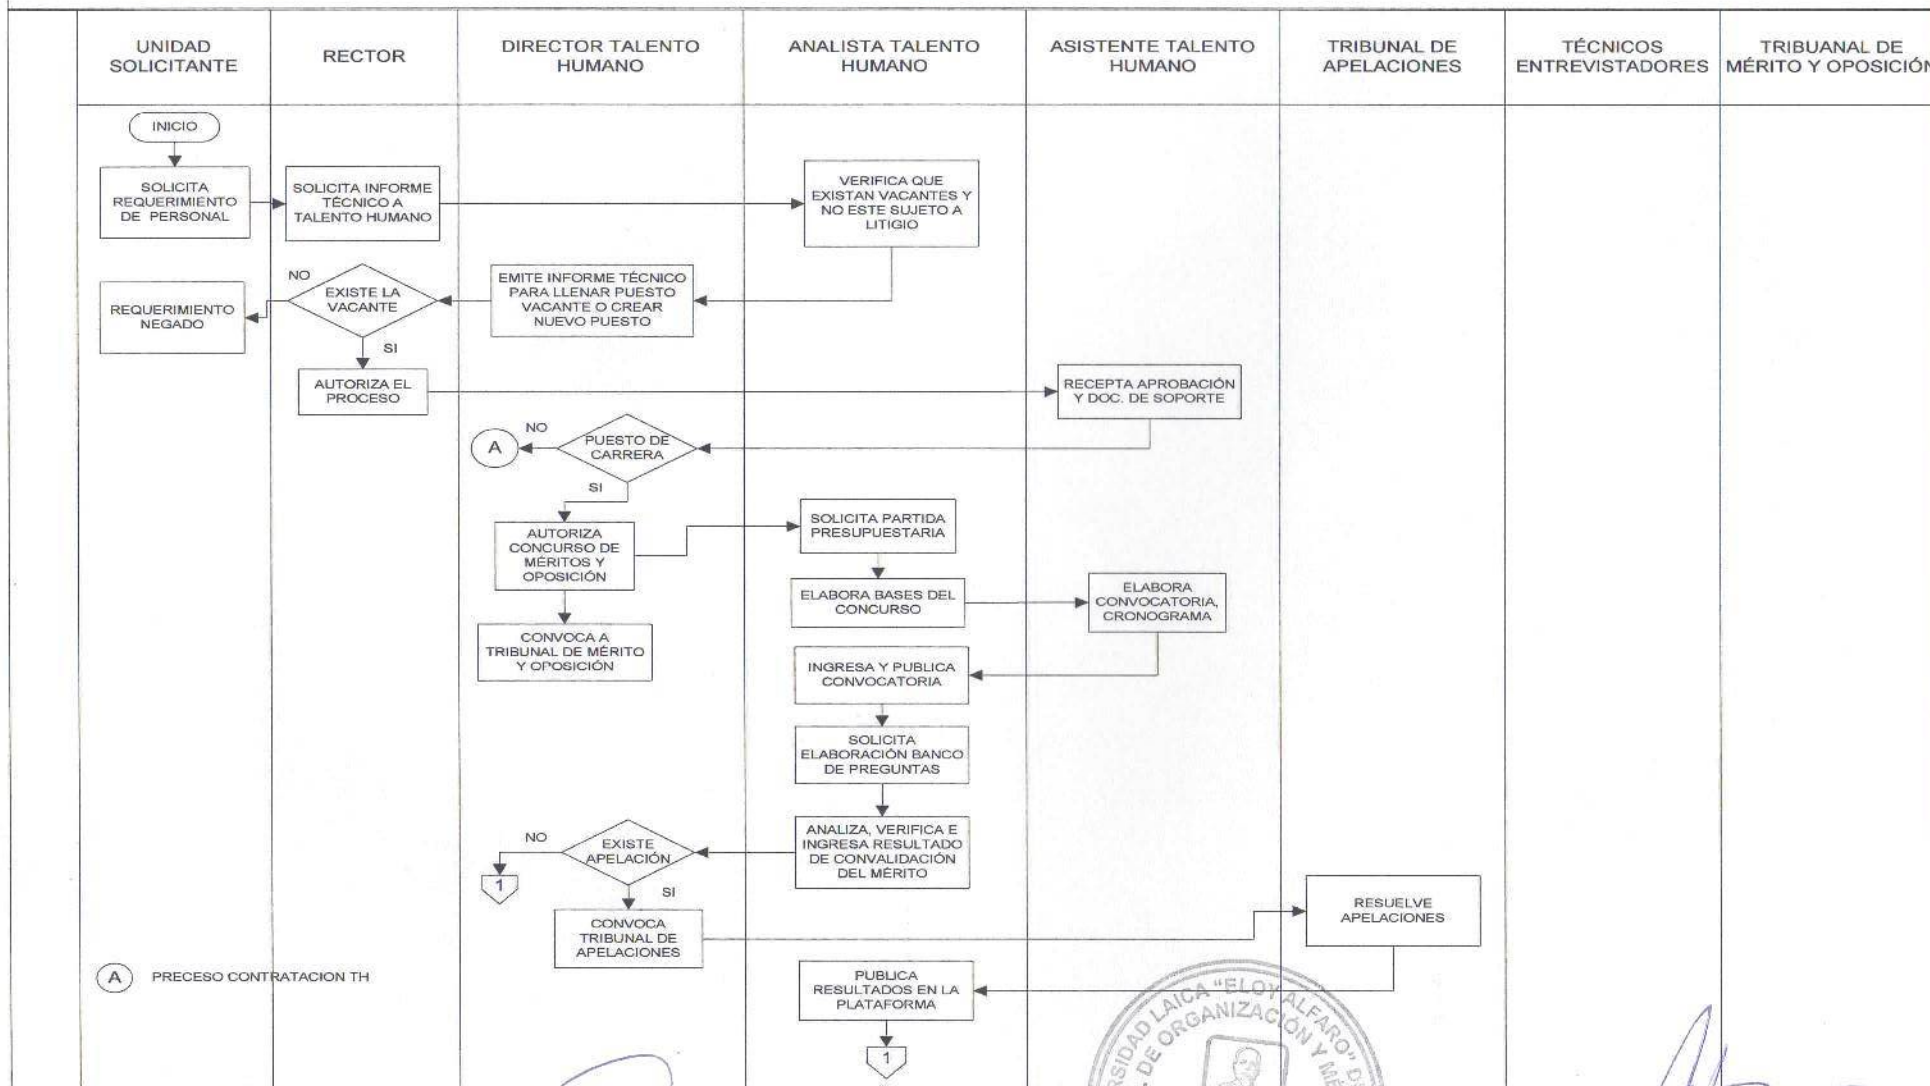 UNIDAD
SOLICITANTE
RECTOR
DIRECTOR TALENTO
HUMANO
ANALISTA TALENTO
HUMANO
ASISTENTE TALENTO
HUMANO
TRIBUNAL DE
APELACIONES
TÉCNICOS
ENTREVISTADORES
TRIBUANAL DE
MÉRITO Y OPOSICIÓN
INICIO
SOLICITA
REQUERIMIENTO
DE PERSONAL
SOLICITA INFORME
TÉCNICO A
TALENTO HUMANO
VERIFICA QUE
EXISTAN VACANTES Y
NO ESTE SUJETO A
LITIGIO
EMITE INFORME TÉCNICO
PARA LLENAR PUESTO
VACANTE O CREAR
NUEVO PUESTO
EXISTE LA
VACANTE
NO
REQUERIMIENTO
NEGADO
SI
AUTORIZA EL
PROCESO
RECEPTA APROBACIÓN
Y DOC. DE SOPORTE
PUESTO DE
CARRERA
NO
A
SI
AUTORIZA
CONCURSO DE
MÉRITOS Y
OPOSICIÓN
SOLICITA PARTIDA
PRESUPUESTARIA
ELABORA BASES DEL
CONCURSO
ELABORA
CONVOCATORIA,
CRONOGRAMA
CONVOCA A
TRIBUNAL DE MÉRITO
Y OPOSICIÓN
INGRESA Y PUBLICA
CONVOCATORIA
SOLICITA
ELABORACIÓN BANCO
DE PREGUNTAS
ANALIZA, VERIFICA E
INGRESA RESULTADO
DE CONVALIDACIÓN
DEL MÉRITO
EXISTE
APELACIÓN
NO
1
SI
CONVOCA
TRIBUNAL DE
APELACIONES
RESUELVE
APELACIONES
A PRECESO CONTRATACION TH
PUBLICA
RESULTADOS EN LA
PLATAFORMA
1
LAICA "ELOY ALFARO"
DE ORGANIZACIÓN Y